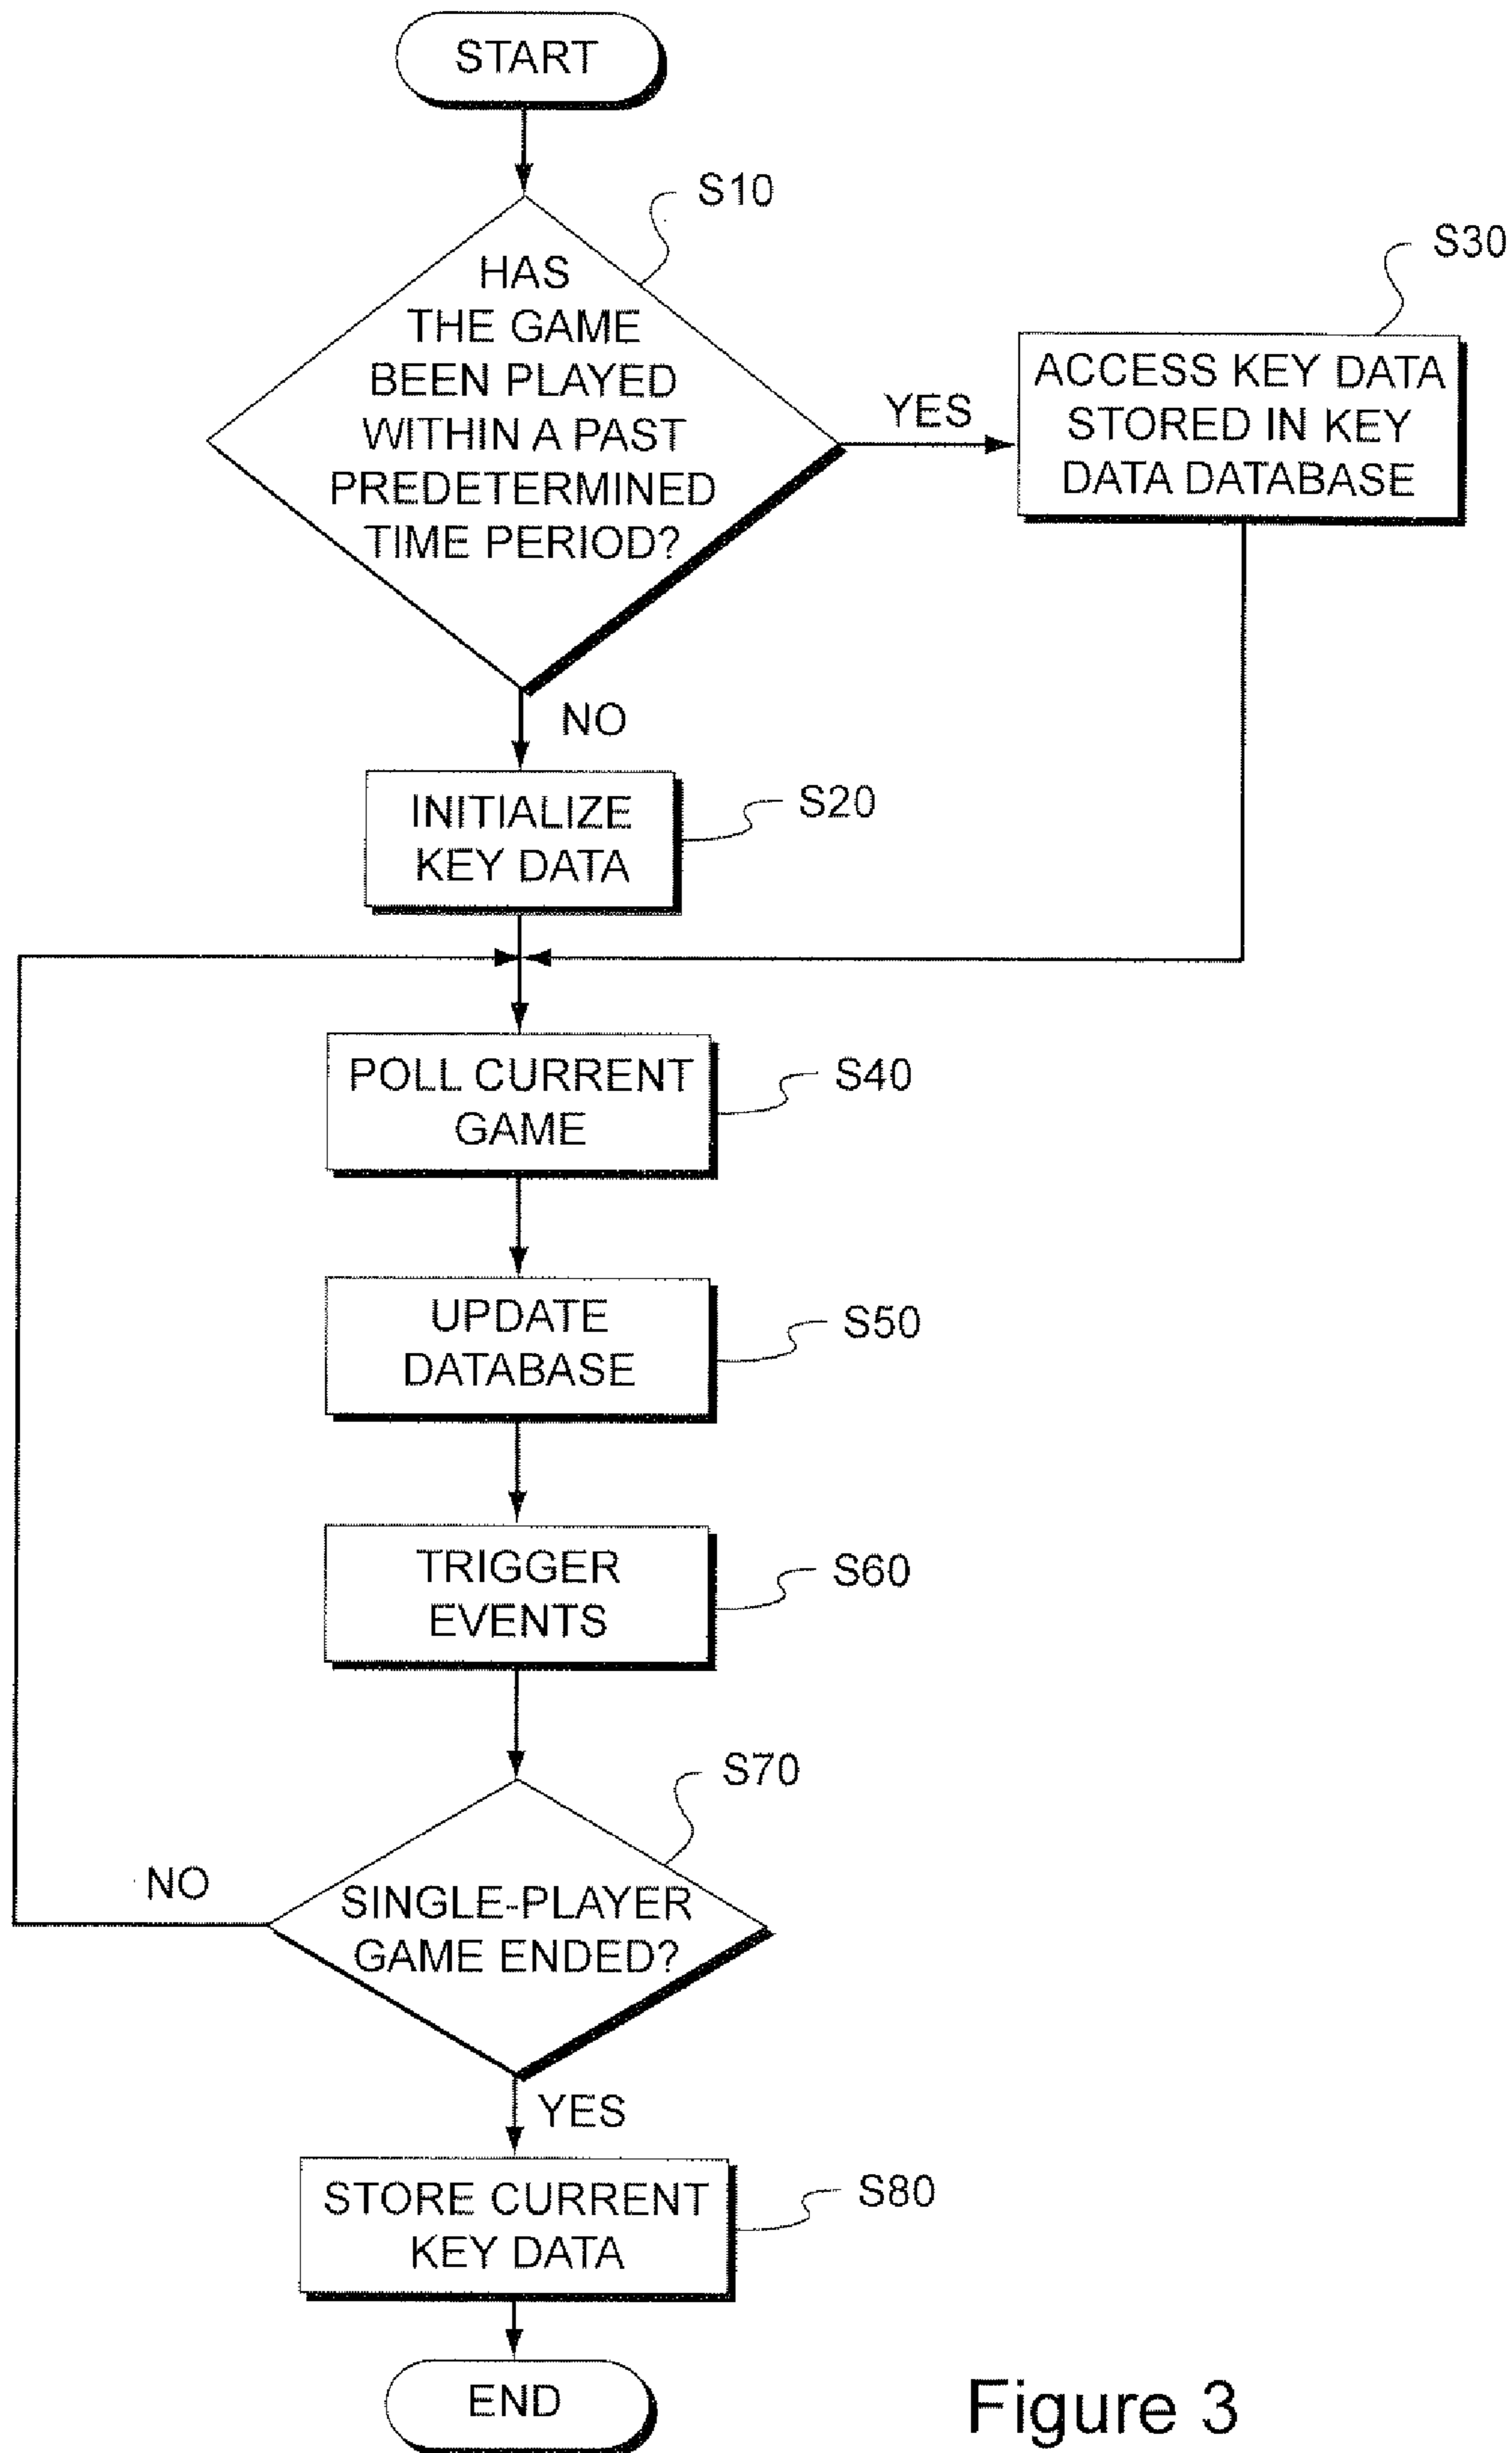 START
S10
HAS
THE GAME
BEEN PLAYED
WITHIN A PAST
PREDETERMINED
TIME PERIOD?
YES
S30
ACCESS KEY DATA
STORED IN KEY
DATA DATABASE
NO
INITIALIZE
KEY DATA
S20
POLL CURRENT
GAME
S40
UPDATE
DATABASE
S50
TRIGGER
EVENTS
S60
S70
SINGLE-PLAYER
GAME ENDED?
NO
YES
STORE CURRENT
KEY DATA
S80
END
Figure 3